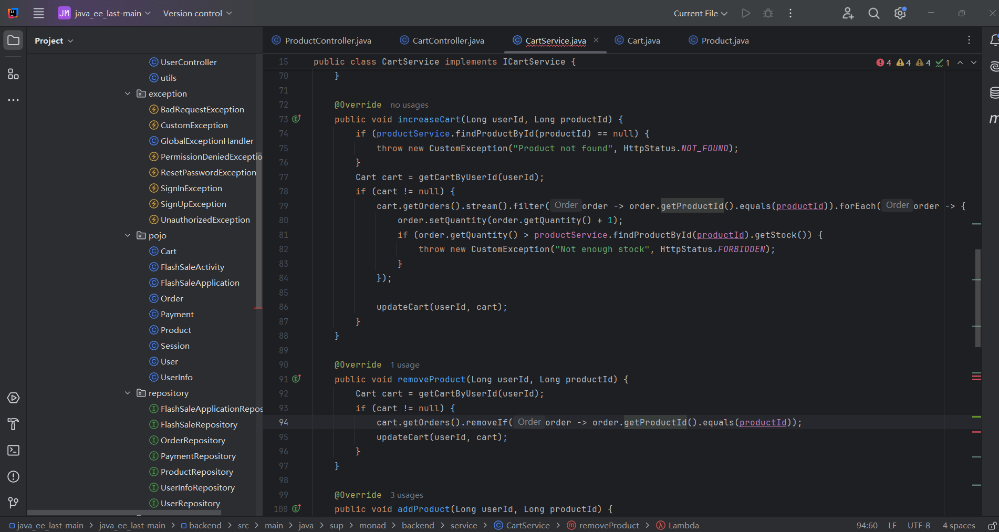 JM java_ee_last-main Version control Current File
Project
ProductController.java CartController.java CartService.java Cart.java Product.java
UserController
utils
exception
BadRequestException
CustomException
GlobalExceptionHandler
PermissionDeniedExceptio
ResetPasswordException
SignInException
SignUpException
UnauthorizedException
pojo
Cart
FlashSaleActivity
FlashSaleApplication
Order
Payment
Product
Session
User
UserInfo
repository
FlashSaleApplicationRepos
FlashSaleRepository
OrderRepository
PaymentRepository
ProductRepository
UserInfoRepository
UserRepository
15 public class CartService implements ICartService {
4 4 4 1
70 }
71
72 @Override no usages
73 public void increaseCart(Long userId, Long productId) {
74 if (productService.findProductById(productId) == null) {
75 throw new CustomException("Product not found", HttpStatus.NOT_FOUND);
76 }
77 Cart cart = getCartByUserId(userId);
78 if (cart != null) {
79 cart.getOrders().stream().filter( Order order -> order.getProductId().equals(productId)).forEach( Order order -> {
80 order.setQuantity(order.getQuantity() + 1);
81 if (order.getQuantity() > productService.findProductById(productId).getStock()) {
82 throw new CustomException("Not enough stock", HttpStatus.FORBIDDEN);
83 }
84 });
85
86 updateCart(userId, cart);
87 }
88 }
89
90 @Override 1 usage
91 public void removeProduct(Long userId, Long productId) {
92 Cart cart = getCartByUserId(userId);
93 if (cart != null) {
94 cart.getOrders().removeIf( Order order -> order.getProductId().equals(productId));
95 updateCart(userId, cart);
96 }
97 }
98
99 @Override 3 usages
100 public void addProduct(Long userId, Long productId) {
java_ee_last-main > java_ee_last-main > backend > src > main > java > sup > monad > backend > service > CartService > removeProduct > Lambda
94:60 LF UTF-8 4 spaces